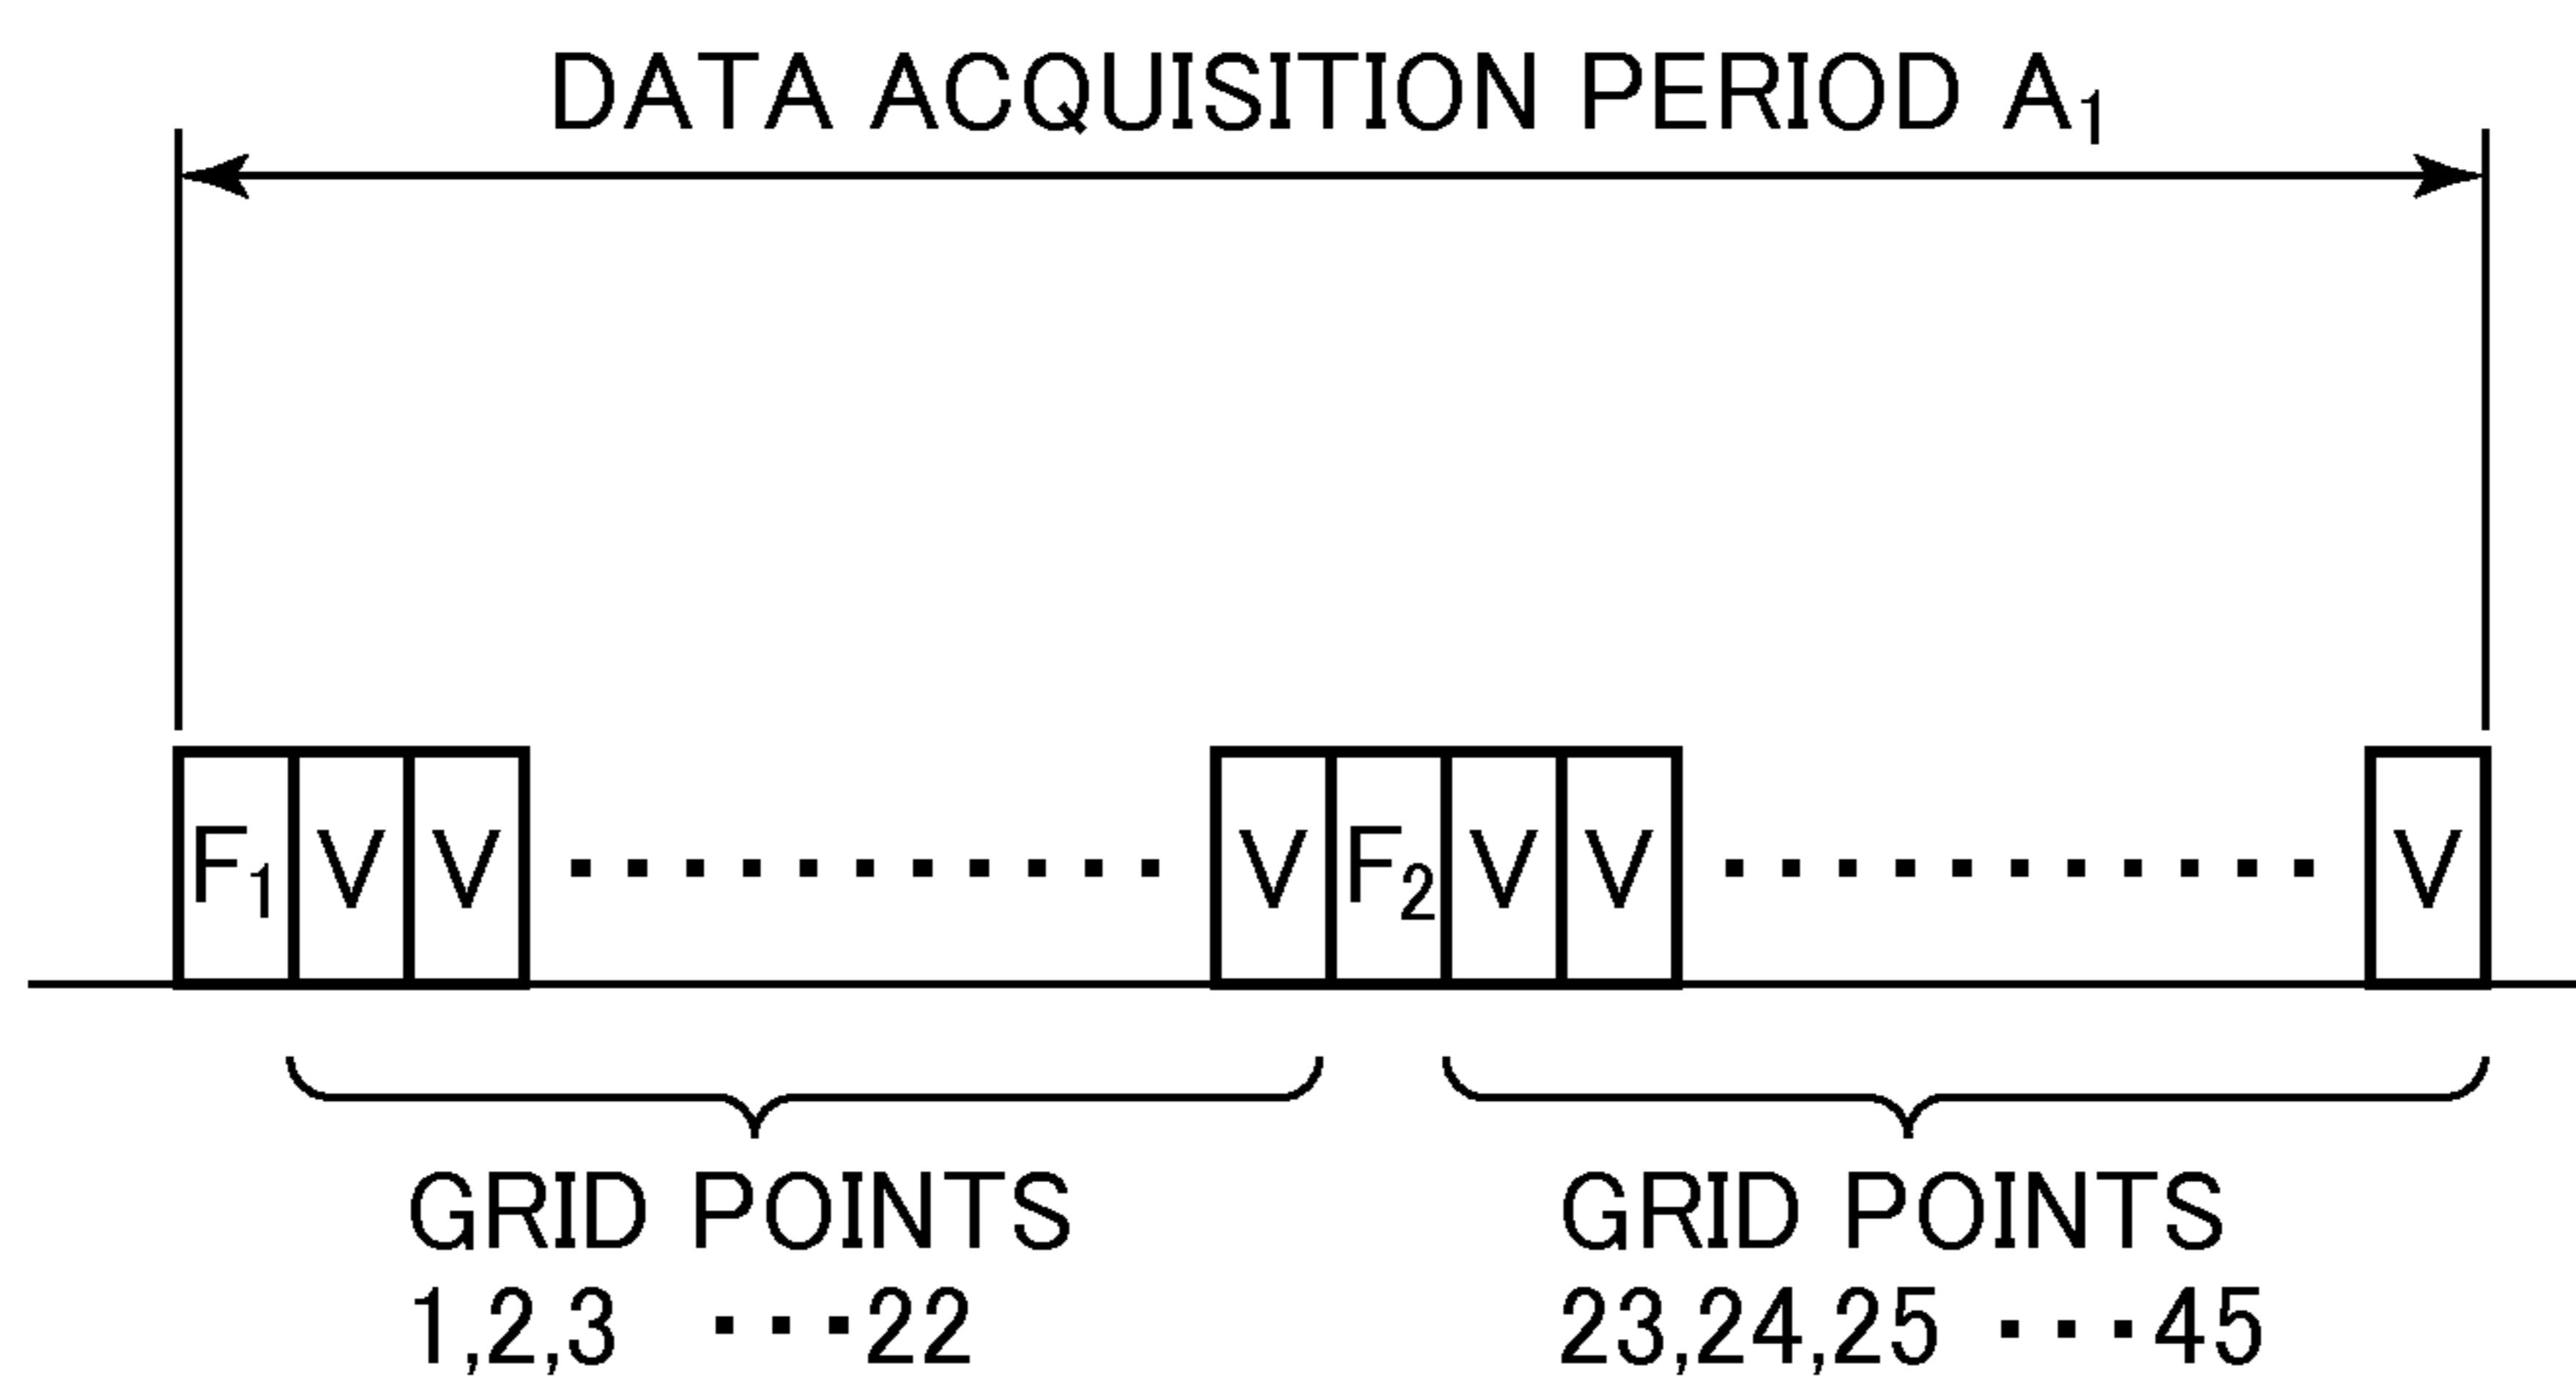 DATA ACQUISITION PERIOD A₁
F₁ V V ··········· V F₂ V V ··········· V
GRID POINTS
1,2,3 ···22
GRID POINTS
23,24,25 ···45